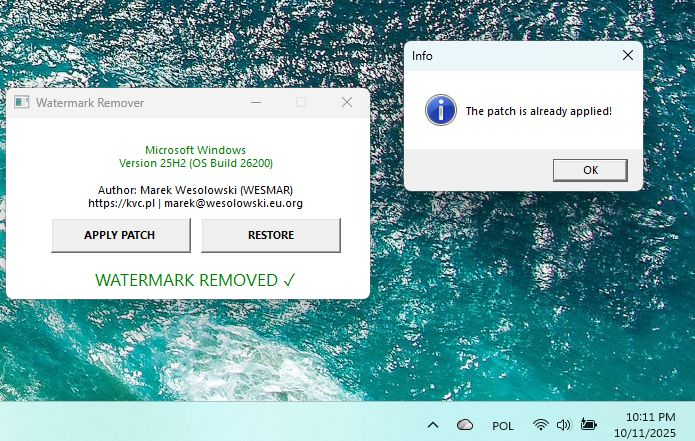 Watermark Remover
Microsoft Windows
Version 25H2 (OS Build 26200)
Author: Marek Wesolowski (WESMAR)
https://kvc.pl | marek@wesolowski.eu.org
APPLY PATCH
RESTORE
WATERMARK REMOVED ✓
Info
The patch is already applied!
OK
POL
10:11 PM
10/11/2025